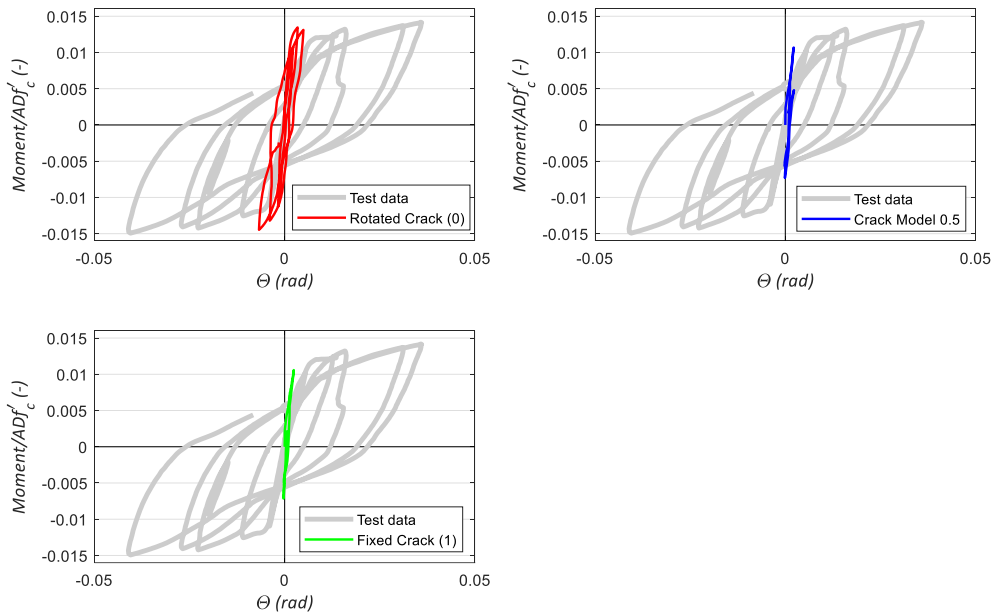 0.015
0.01
0.005
0
-0.005
-0.01
-0.015
-0.05
0
0.05
Moment/ADf′c (-)
Θ (rad)
Test data
Rotated Crack (0)
0.015
0.01
0.005
0
-0.005
-0.01
-0.015
-0.05
0
0.05
Moment/ADf′c (-)
Θ (rad)
Test data
Crack Model 0.5
0.015
0.01
0.005
0
-0.005
-0.01
-0.015
-0.05
0
0.05
Moment/ADf′c (-)
Θ (rad)
Test data
Fixed Crack (1)